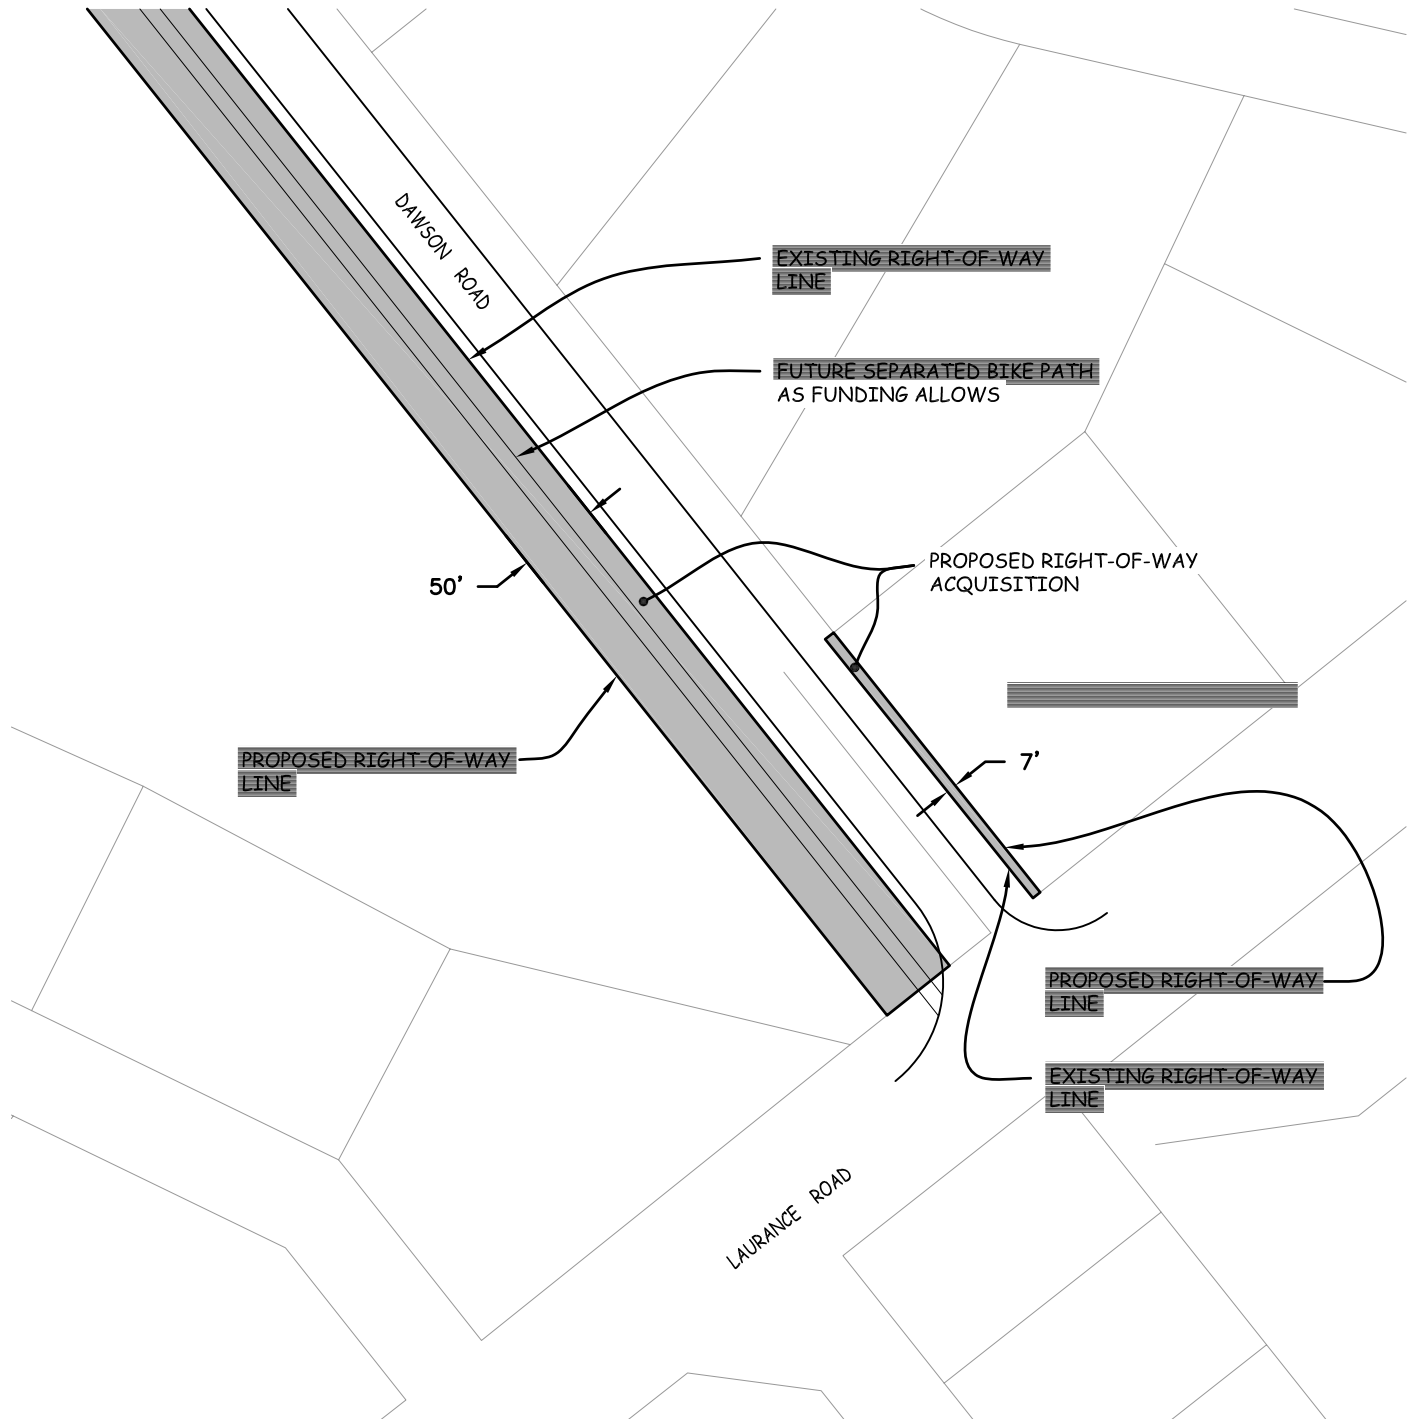 DAWSON ROAD
EXISTING RIGHT-OF-WAY
LINE
FUTURE SEPARATED BIKE PATH
AS FUNDING ALLOWS
PROPOSED RIGHT-OF-WAY
ACQUISITION
50'
PROPOSED RIGHT-OF-WAY
LINE
7'
PROPOSED RIGHT-OF-WAY
LINE
EXISTING RIGHT-OF-WAY
LINE
LAURANCE ROAD